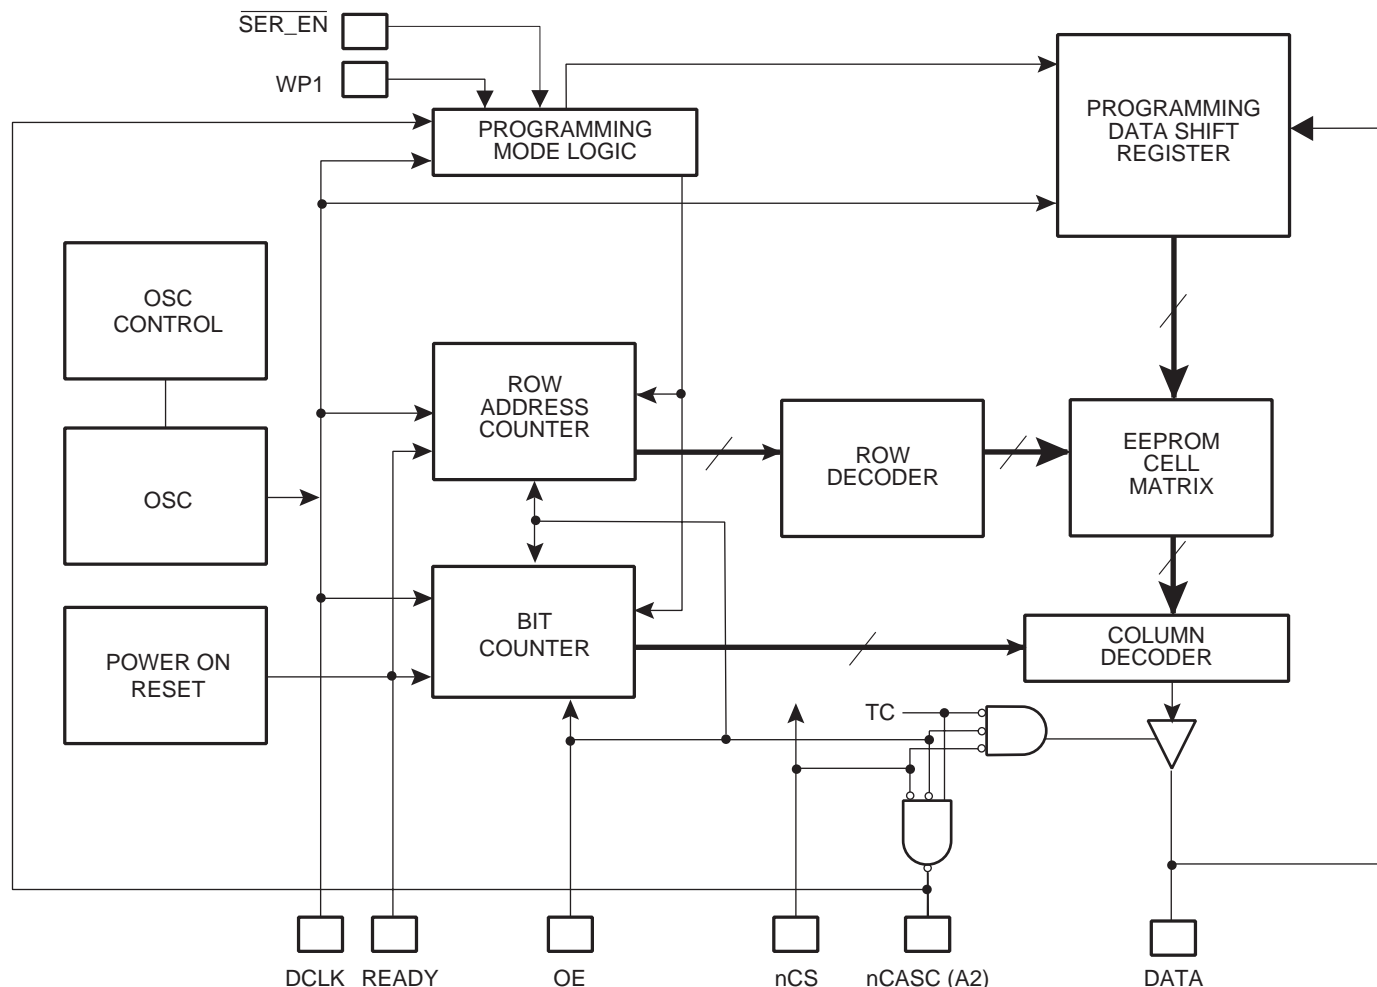 SER_EN
WP1
PROGRAMMING
MODE LOGIC
PROGRAMMING
DATA SHIFT
REGISTER
OSC
CONTROL
ROW
ADDRESS
COUNTER
ROW
DECODER
EEPROM
CELL
MATRIX
OSC
BIT
COUNTER
COLUMN
DECODER
POWER ON
RESET
TC
DCLK
READY
OE
nCS
nCASC (A2)
DATA